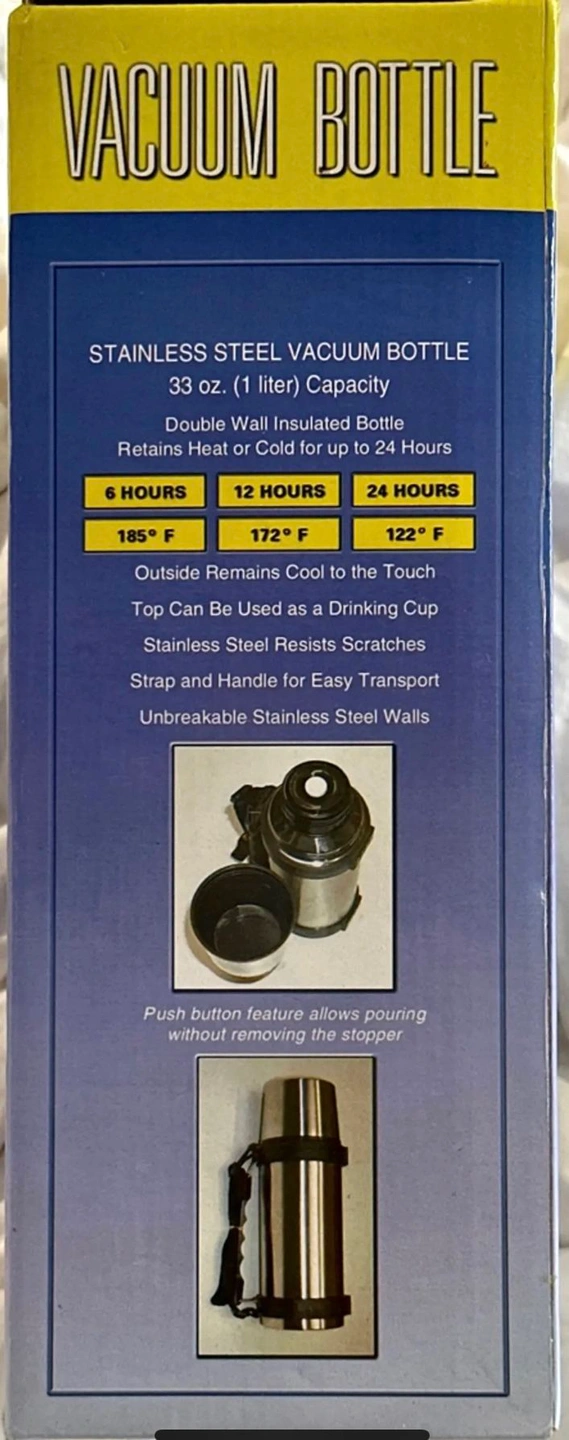 VACUUM BOTTLE
STAINLESS STEEL VACUUM BOTTLE
33 oz. (1 liter) Capacity
Double Wall Insulated Bottle
Retains Heat or Cold for up to 24 Hours
6 HOURS 12 HOURS 24 HOURS
185° F 172° F 122° F
Outside Remains Cool to the Touch
Top Can Be Used as a Drinking Cup
Stainless Steel Resists Scratches
Strap and Handle for Easy Transport
Unbreakable Stainless Steel Walls
Push button feature allows pouring
without removing the stopper